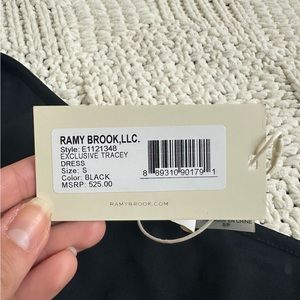 RAMY BROOK,LLC.
Style: E1121348
EXCLUSIVE TRACEY
DRESS
Size: S
Color: BLACK
MSRP: 525.00
8 89310 90179 1
RAMYBROOK.COM